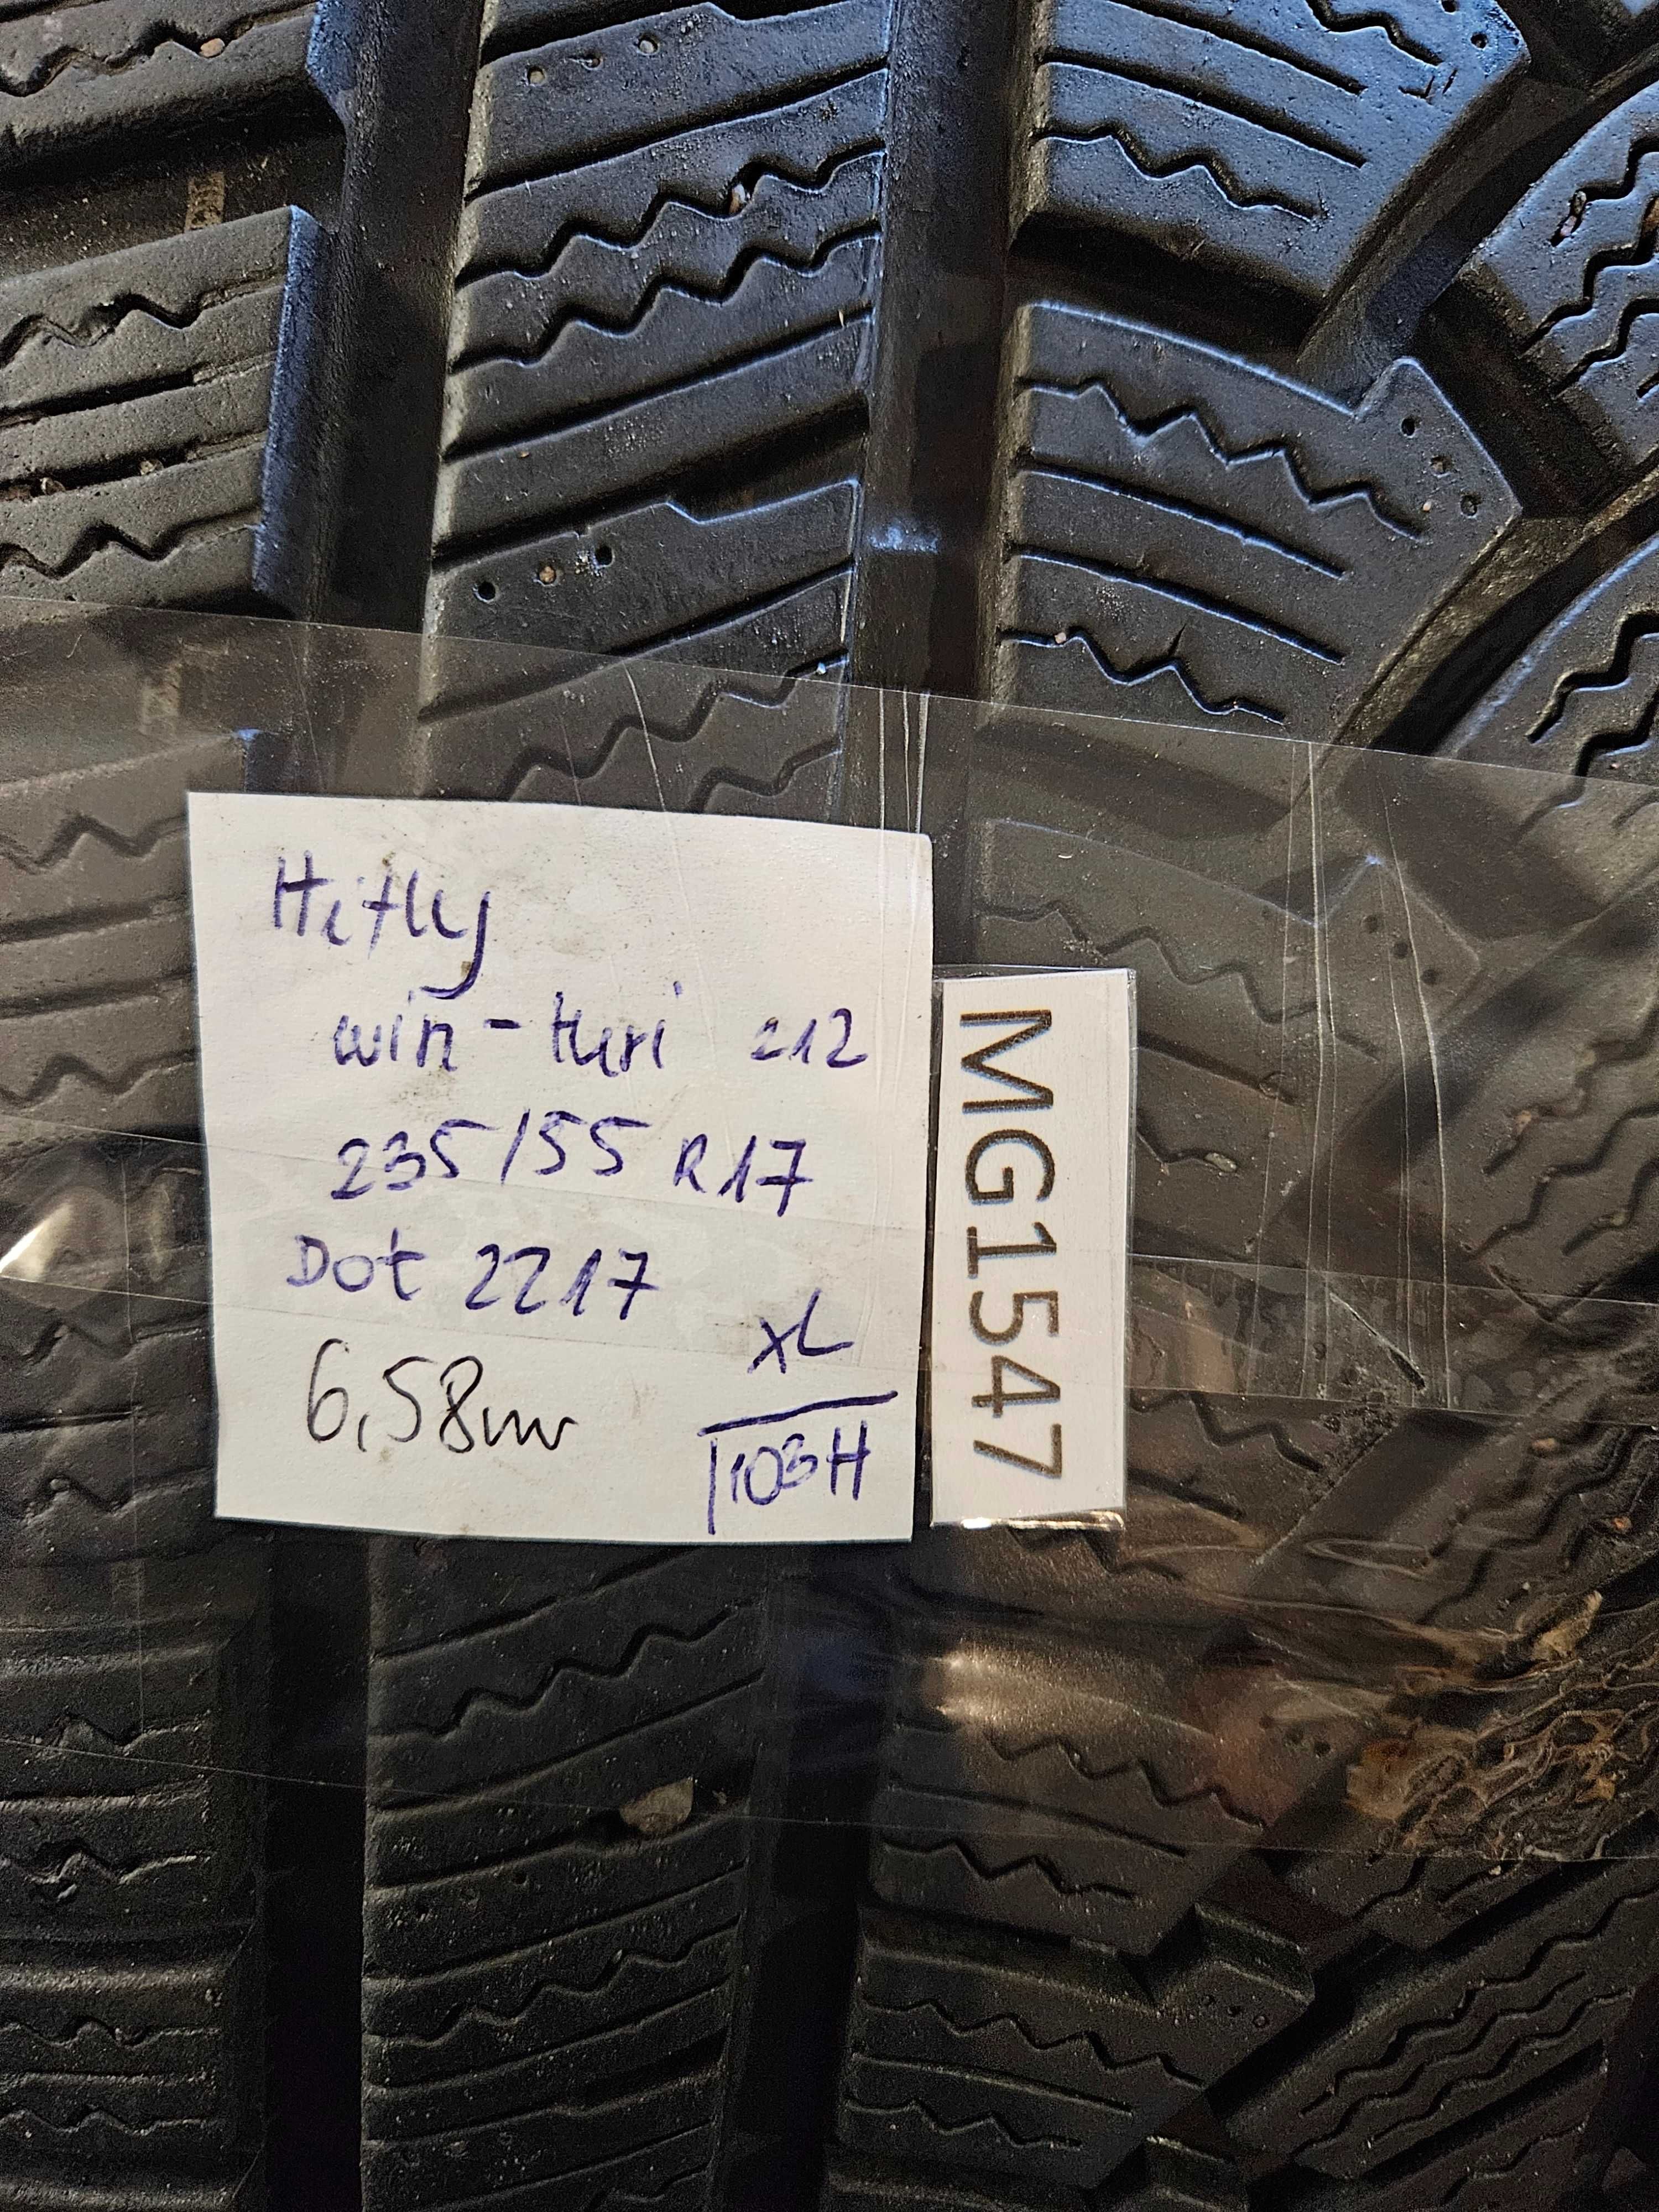 Hifly
win-turi 212
235/55 R17
Dot 2217
6,58mm
XL
103H
MG1547